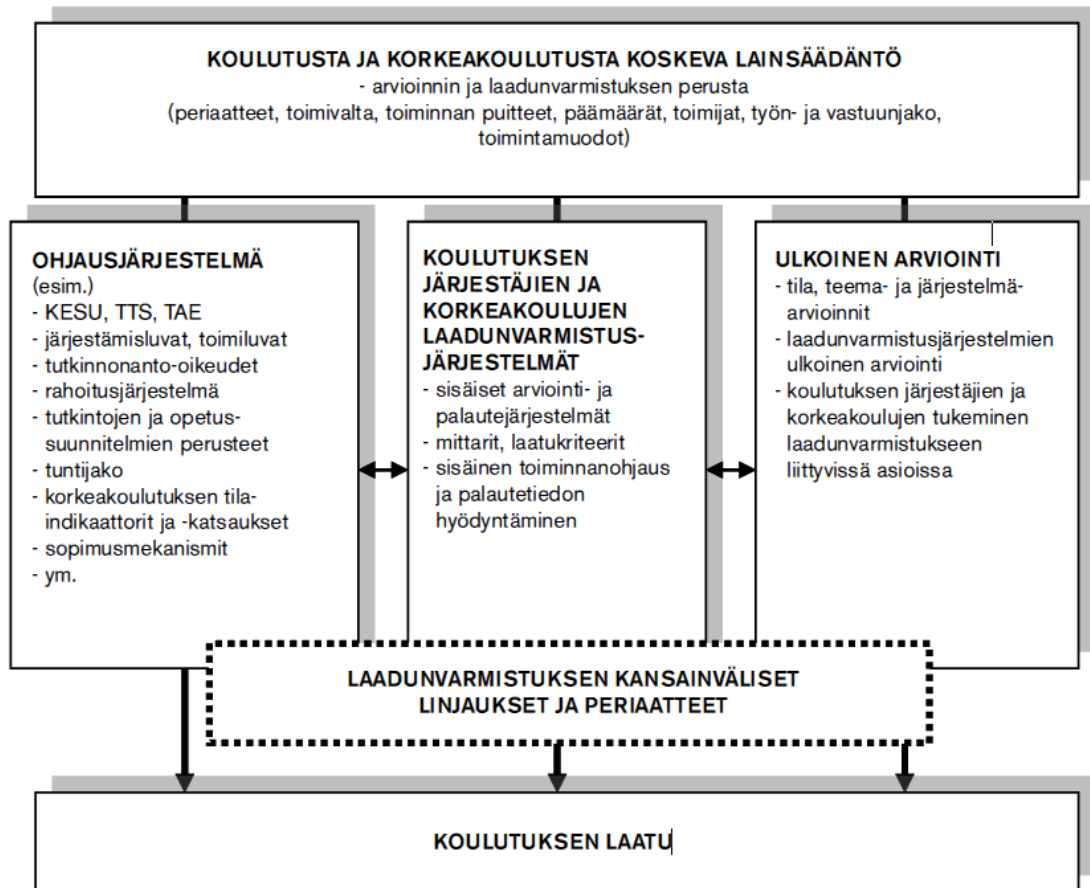 KOULUTUSTA JA KORKEAKOULUTUSTA KOSKEVA LAINSÄÄDÄNTÖ
- arvioinnin ja laadunvarmistuksen perusta
(periaatteet, toimivalta, toiminnan puitteet, päämäärät, toimijat, työn- ja vastuunjako,
toimintamuodot)
OHJAUSJÄRJESTELMÄ
(esim.)
- KESU, TTS, TAE
- järjestämisluvat, toimiluvat
- tutkinnonanto-oikeudet
- rahoitusjärjestelmä
- tutkintojen ja opetus-
suunnitelmien perusteet
- tuntijako
- korkeakoulutuksen tila-
indikaattorit ja -katsaukset
- sopimusmekanismit
- ym.
KOULUTUKSEN
JÄRJESTÄJIEN JA
KORKEAKOULUJEN
LAADUNVARMISTUS-
JÄRJESTELMÄT
- sisäiset arviointi- ja
palautejärjestelmät
- mittarit, laatukriteerit
- sisäinen toiminnanohjaus
ja palautetiedon
hyödyntäminen
ULKOINEN ARVIOINTI
- tila, teema- ja järjestelmä-
arvioinnit
- laadunvarmistusjärjestelmien
ulkoinen arviointi
- koulutuksen järjestäjien ja
korkeakoulujen tukeminen
laadunvarmistukseen
liittyvissä asioissa
LAADUNVARMISTUKSEN KANSAINVÄLISET
LINJAUKSET JA PERIAATTEET
KOULUTUKSEN LAATU